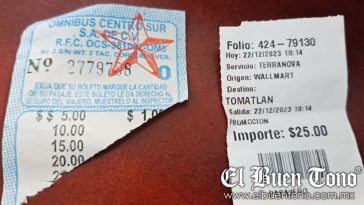 OMNIBUS CENTRO SUR
S.A. DE C.V.
Nº 2779758 O
EXIJA QUE SU BOLETO MARQUE LA CANTIDAD
DE SU PASAJE. ESTE BOLETO LE DA DERECHO AL
SEGURO DEL VIAJERO. MUESTRELO AL INSPECTOR
$ $ 5.00
10.00
15.00
20.00
Folio: 424-79130
Hoy: 22/12/2023 18:14
Servicio: TERRANOVA
Origen: WALLMART
Destino:
TOMATLAN
Salida: 22/12/2023 18:14
PROMOCION
Importe: $25.00
El Buen Tono
www.elbuentono.com.mx